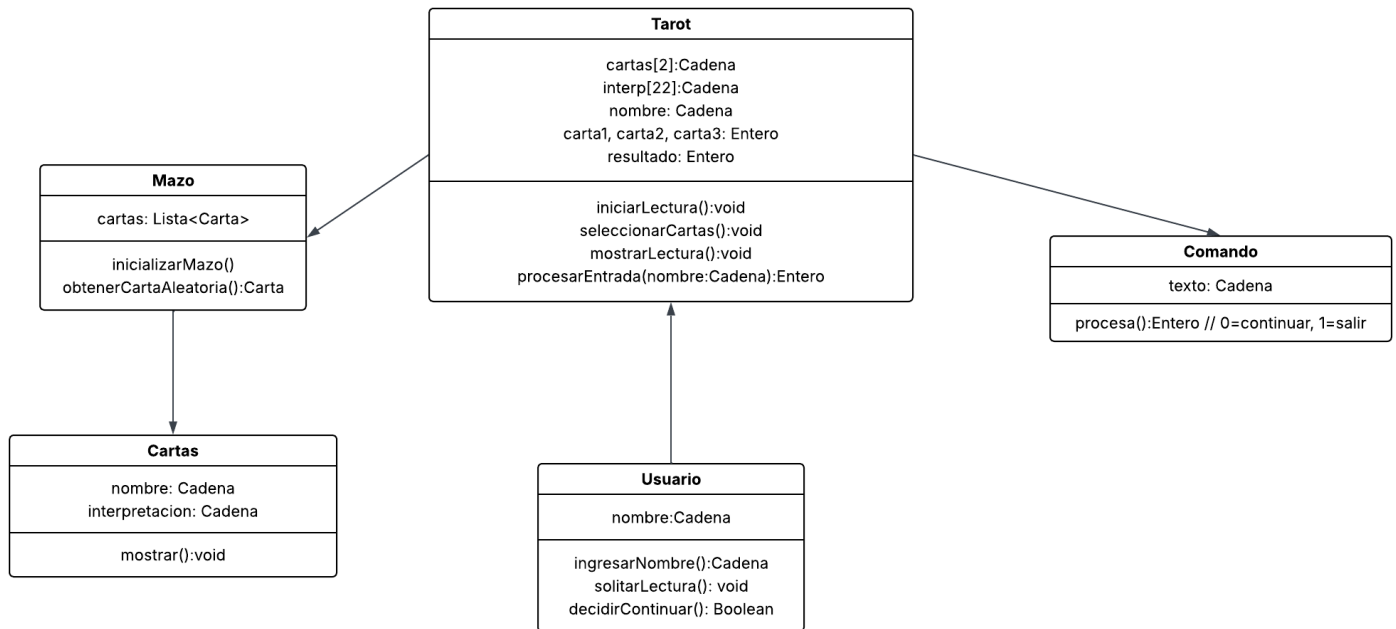 Tarot
cartas[2]:Cadena
interp[22]:Cadena
nombre: Cadena
carta1, carta2, carta3: Entero
resultado: Entero
iniciarLectura():void
seleccionarCartas():void
mostrarLectura():void
procesarEntrada(nombre:Cadena):Entero
Mazo
cartas: Lista<Carta>
inicializarMazo()
obtenerCartaAleatoria():Carta
Comando
texto: Cadena
procesa():Entero // 0=continuar, 1=salir
Cartas
nombre: Cadena
interpretacion: Cadena
mostrar():void
Usuario
nombre:Cadena
ingresarNombre():Cadena
solitarLectura(): void
decidirContinuar(): Boolean